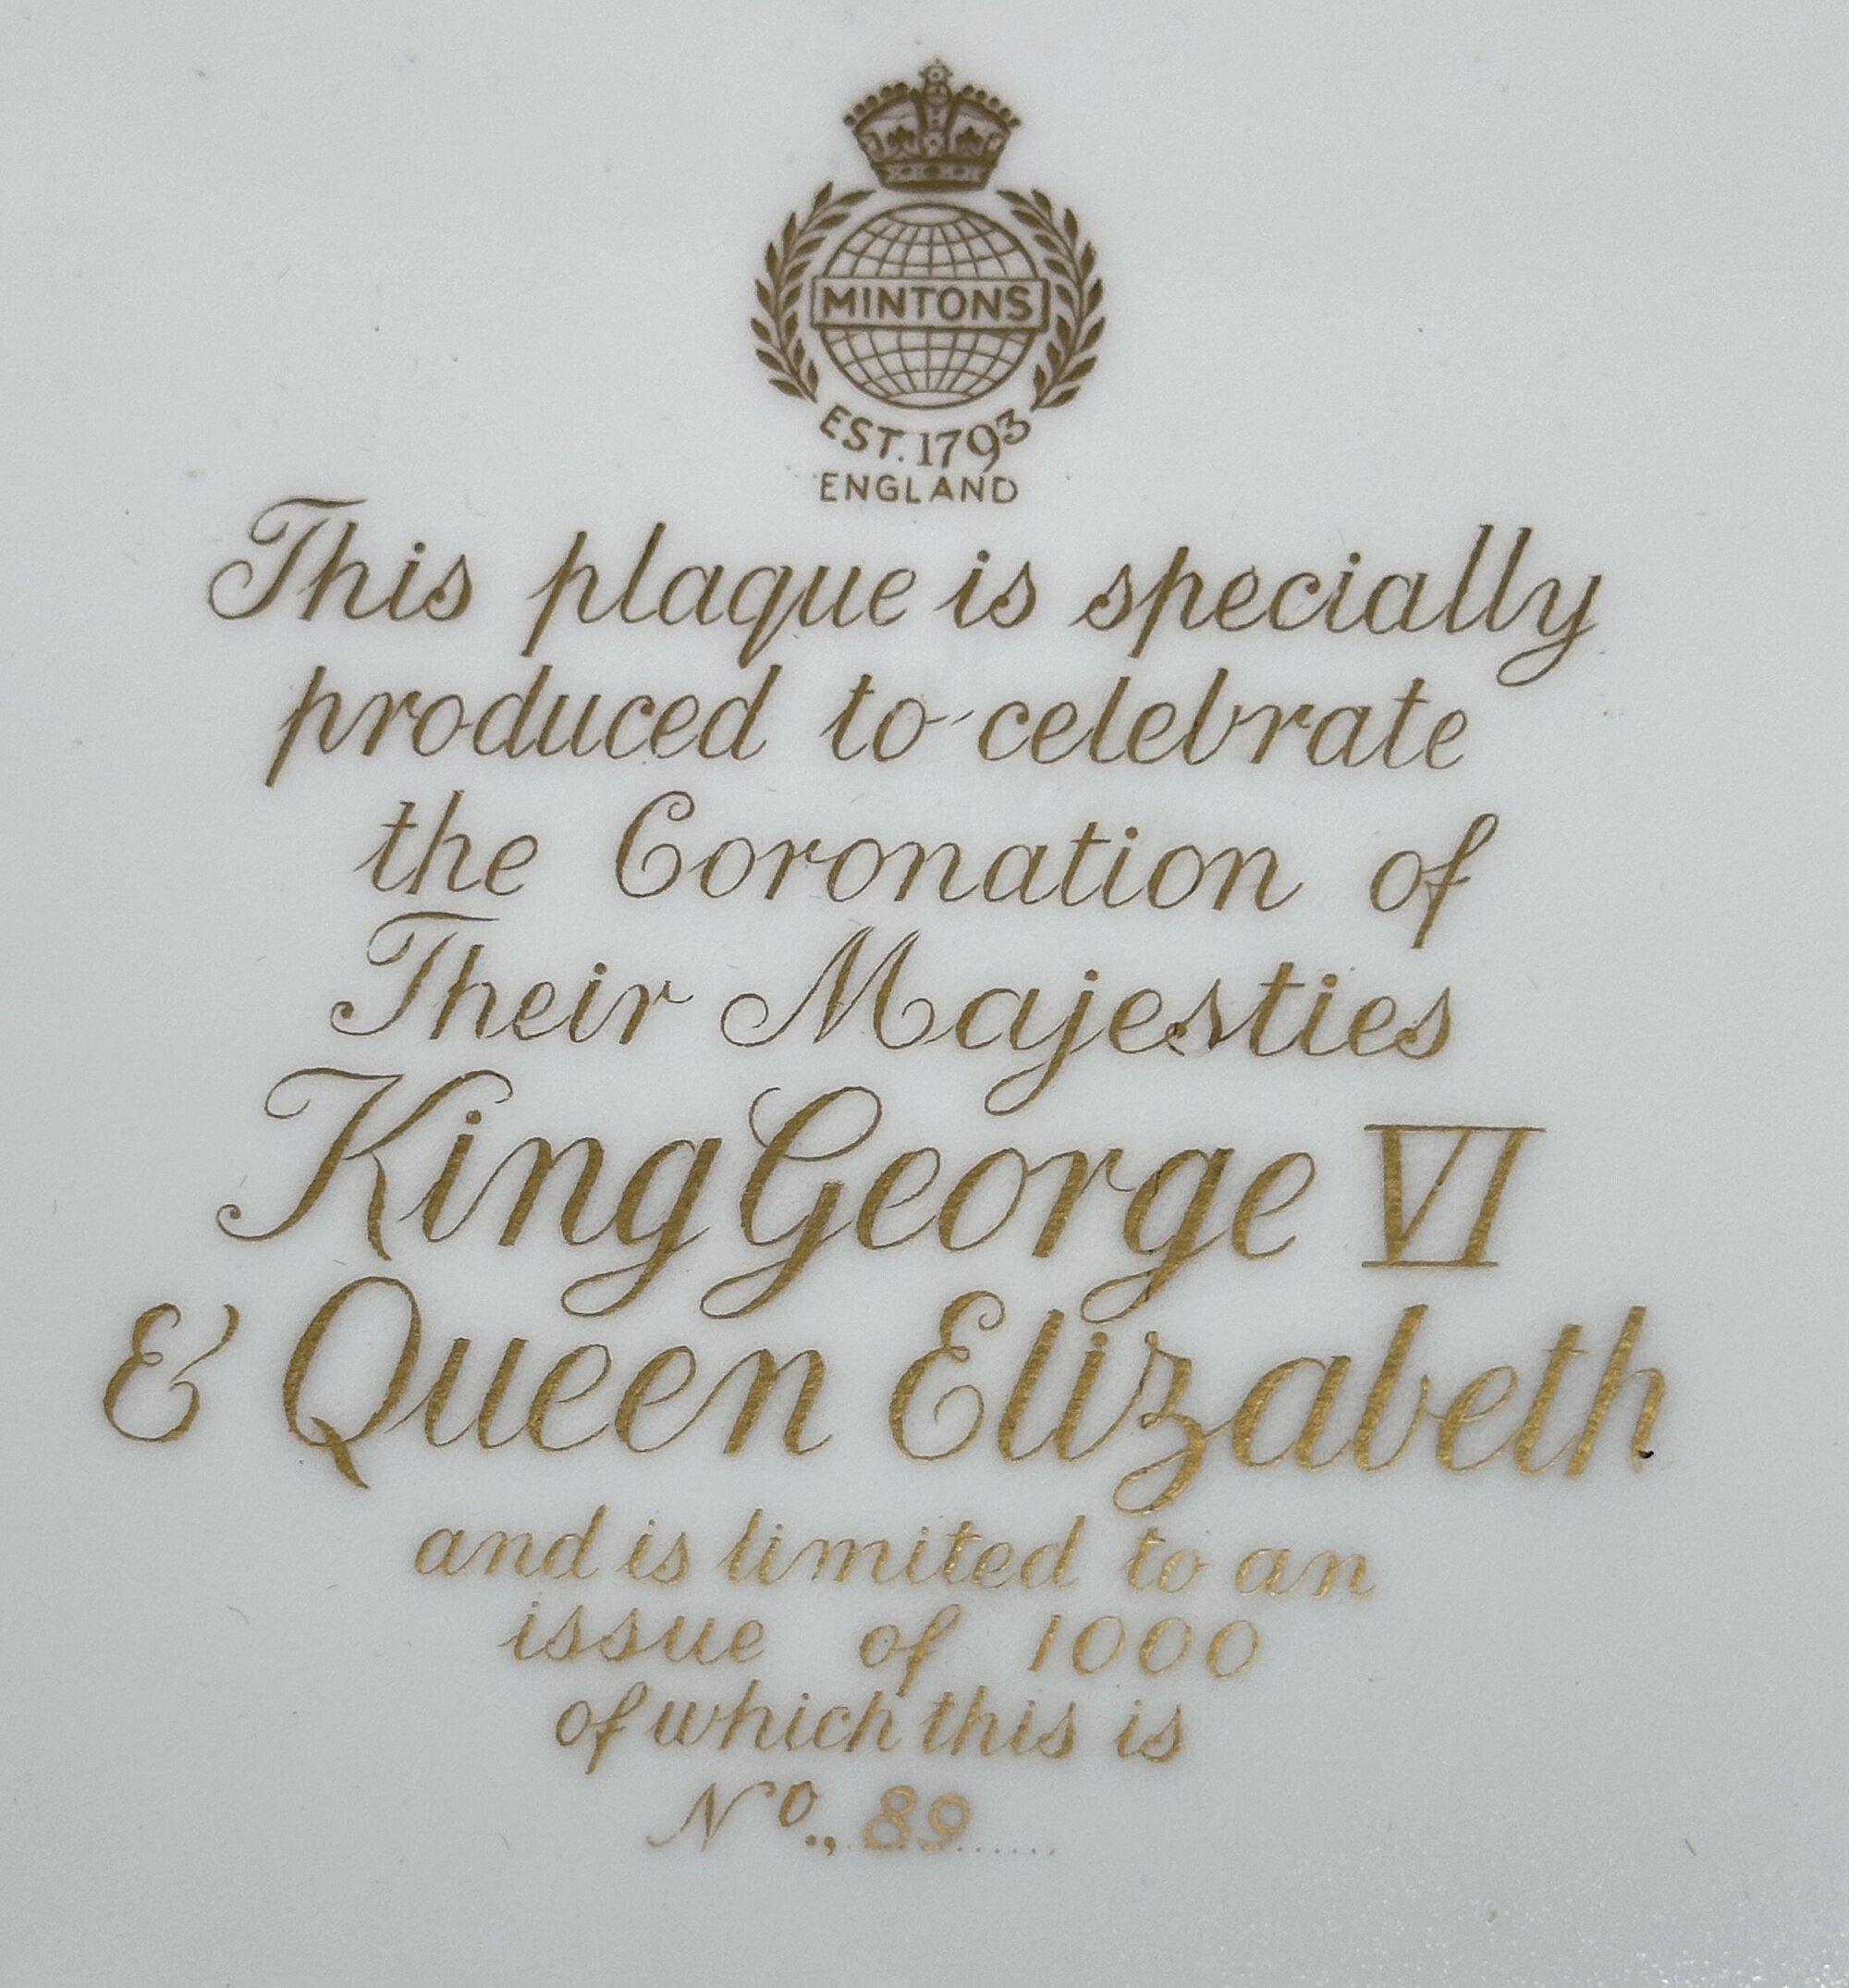 MINTONS
EST. 1793
ENGLAND
This plaque is specially
produced to celebrate
the Coronation of
Their Majesties
King George VI
& Queen Elizabeth
and is limited to an
issue of 1000
of which this is
No., 89......